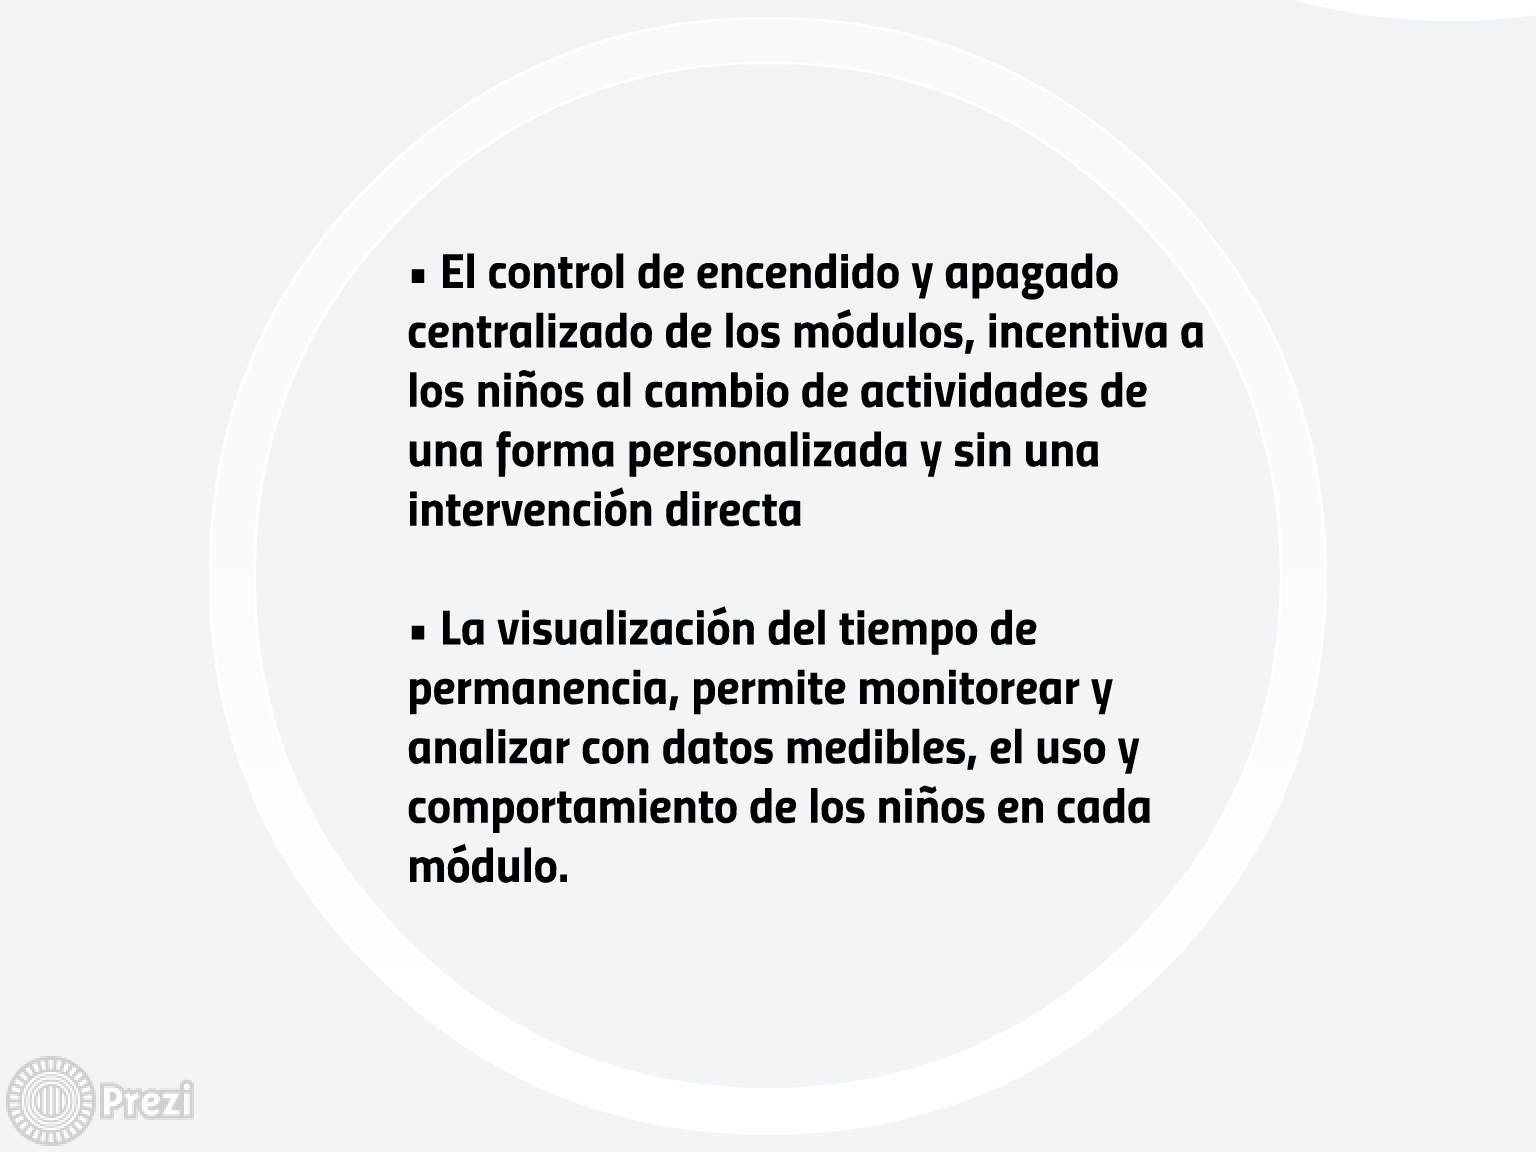 ▪ El control de encendido y apagado
centralizado de los módulos, incentiva a
los niños al cambio de actividades de
una forma personalizada y sin una
intervención directa
▪ La visualización del tiempo de
permanencia, permite monitorear y
analizar con datos medibles, el uso y
comportamiento de los niños en cada
módulo.
Prezi